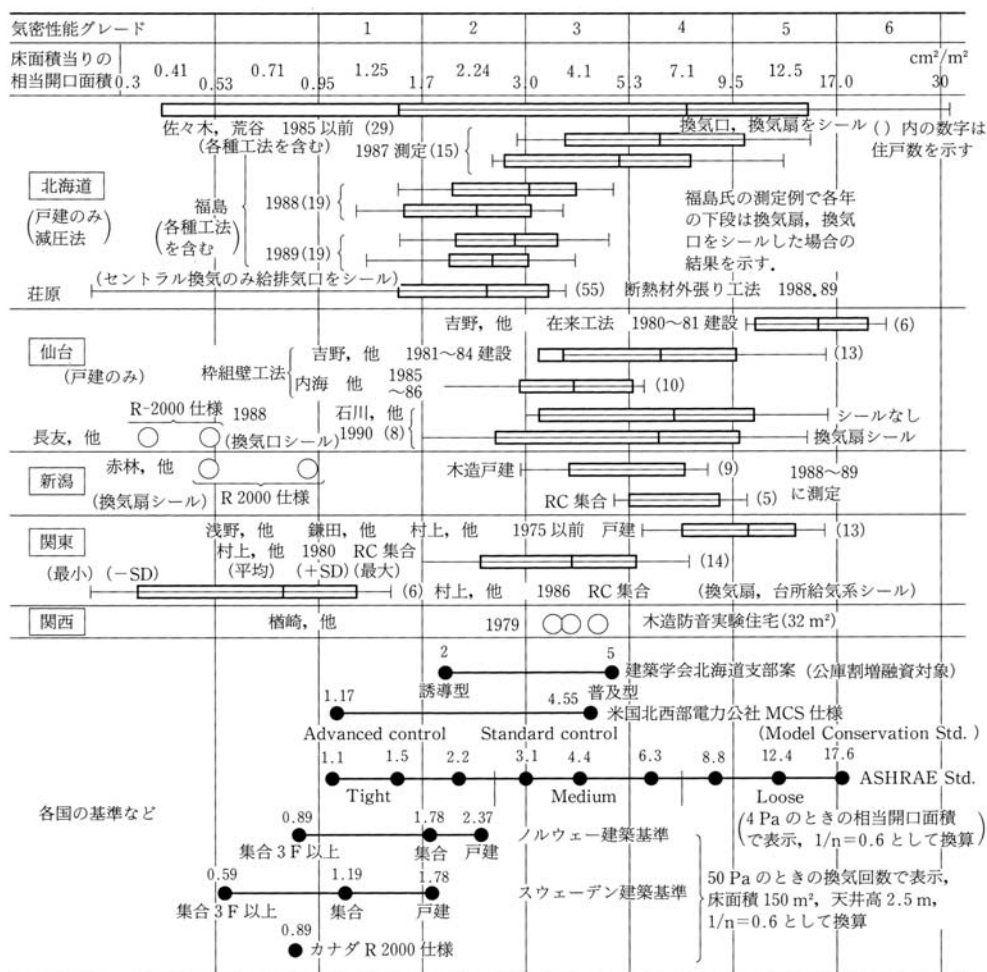 気密性能グレード 1 2 3 4 5 6
床面積当りの 0.41 0.71 1.25 2.24 4.1 7.1 12.5 cm²/m²
相当開口面積 0.3 0.53 0.95 1.7 3.0 5.3 9.5 17.0 30
佐々木, 荒谷 1985以前 (29)
(各種工法を含む)
換気口, 換気扇をシール
()内の数字は
住戸数を示す
1987 測定(15)
北海道
(戸建のみ
減圧法)
福島
(各種工法
を含む)
1988(19)
1989(19)
福島氏の測定例で各年
の下段は換気扇, 換気
口をシールした場合の
結果を示す.
(セントラル換気のみ給排気口をシール)
荘原 (55) 断熱材外張り工法 1988.89
吉野, 他 在来工法 1980〜81 建設 (6)
仙台
(戸建のみ)
枠組壁工法
吉野, 他 1981〜84 建設 (13)
内海 他 1985
〜86
(10)
R-2000 仕様
長友, 他
1988
(換気口シール)
石川, 他
1990 (8)
シールなし
換気扇シール
新潟
(換気扇シール)
赤林, 他
R 2000 仕様
木造戸建 (9)
RC 集合 (5)
1988〜89
に測定
関東
浅野, 他 鎌田, 他 村上, 他 1975 以前 戸建 (13)
村上, 他 1980 RC 集合 (14)
(最小) (−SD) (平均) (+SD) (最大)
(6) 村上, 他 1986 RC 集合 (換気扇, 台所給気系シール)
関西 楢崎, 他 1979 木造防音実験住宅(32 m²)
各国の基準など
2 5
誘導型 普及型
建築学会北海道支部案 (公庫割増融資対象)
1.17 4.55
米国北西部電力公社 MCS 仕様
Advanced control Standard control (Model Conservation Std. )
1.1 1.5 2.2 3.1 4.4 6.3 8.8 12.4 17.6
ASHRAE Std.
Tight Medium Loose
(4 Pa のときの相当開口面積
で表示, 1/n=0.6 として換算)
0.89 1.78 2.37
集合 3 F 以上 集合 戸建
ノルウェー建築基準
0.59 1.19 1.78
集合 3 F 以上 集合 戸建
スウェーデン建築基準
50 Pa のときの換気回数で表示,
床面積 150 m², 天井高 2.5 m,
1/n=0.6 として換算
0.89
カナダ R 2000 仕様